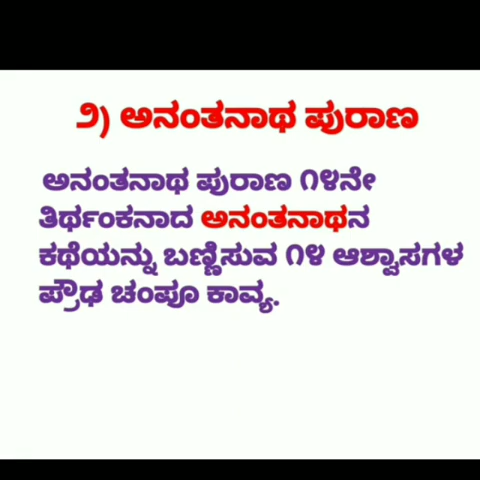 ೨) ಅನಂತನಾಥ ಪುರಾಣ
ಅನಂತನಾಥ ಪುರಾಣ ೧೪ನೇ
ತಿರ್ಥಂಕನಾದ ಅನಂತನಾಥನ
ಕಥೆಯನ್ನು ಬಣ್ಣಿಸುವ ೧೪ ಆಶ್ವಾಸಗಳ
ಪ್ರೌಢ ಚಂಪೂ ಕಾವ್ಯ.